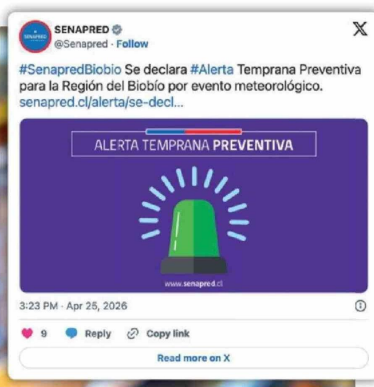 SENAPRED
@Senapred · Follow
#SenapredBiobio Se declara #Alerta Temprana Preventiva
para la Región del Biobío por evento meteorológico.
senapred.cl/alerta/se-decl...
SENAPRED
ALERTA TEMPRANA PREVENTIVA
www.senapred.cl
3:23 PM · Apr 25, 2026
9 Reply Copy link
Read more on X